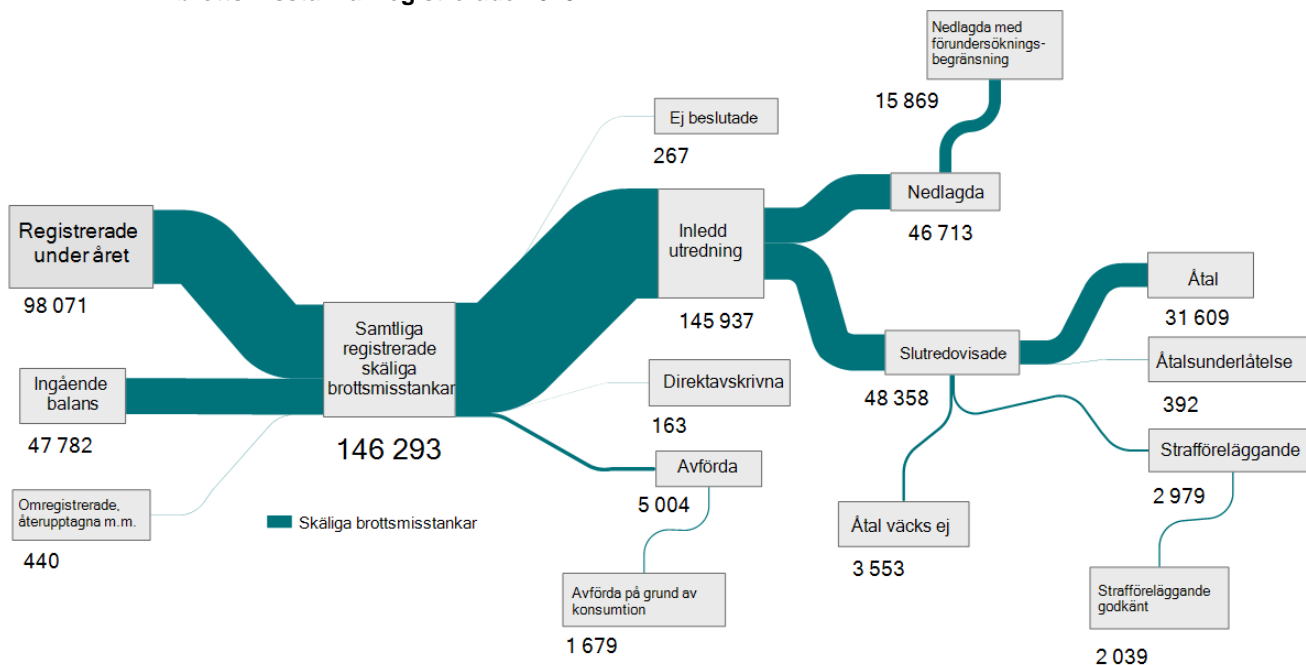 Nedlagda med
förundersöknings-
begränsning
15 869
Ej beslutade
267
Nedlagda
46 713
Registrerade
under året
98 071
Inledd
utredning
145 937
Åtal
31 609
Samtliga
registrerade
skäliga
brottsmisstankar
146 293
Slutredovisade
48 358
Åtalsunderlåtelse
392
Ingående
balans
47 782
Direktavskrivna
163
Strafföreläggande
2 979
Avförda
5 004
Omregistrerade,
återupptagna m.m.
440
Skäliga brottsmisstankar
Åtal väcks ej
3 553
Avförda på grund av
konsumtion
1 679
Strafföreläggande
godkänt
2 039